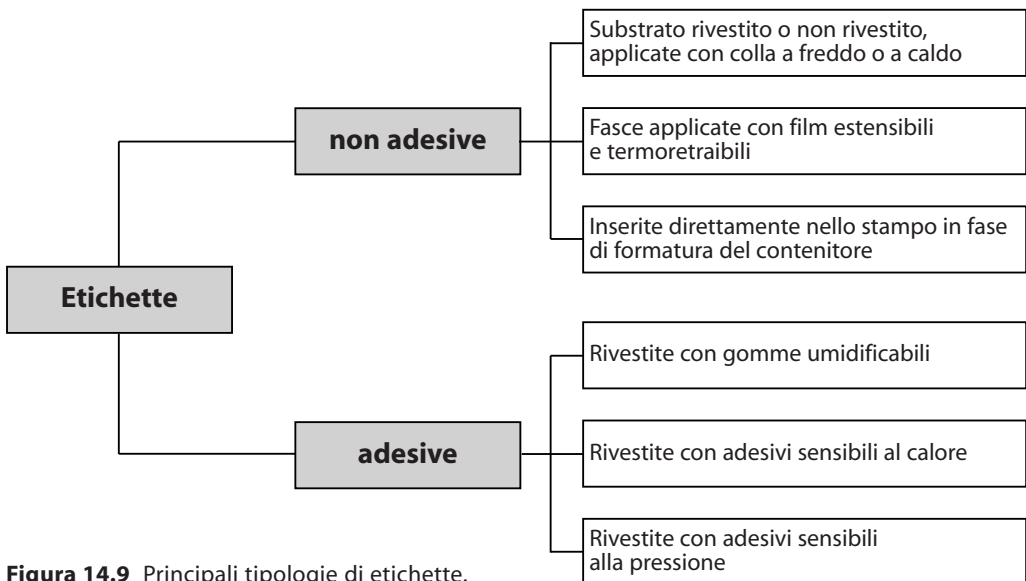 Substrato rivestito o non rivestito,
applicate con colla a freddo o a caldo
non adesive
Fasce applicate con film estensibili
e termoretraibili
Inserite direttamente nello stampo in fase
di formatura del contenitore
Etichette
Rivestite con gomme umidificabili
adesive
Rivestite con adesivi sensibili al calore
Rivestite con adesivi sensibili
alla pressione
Figura 14.9 Principali tipologie di etichette.